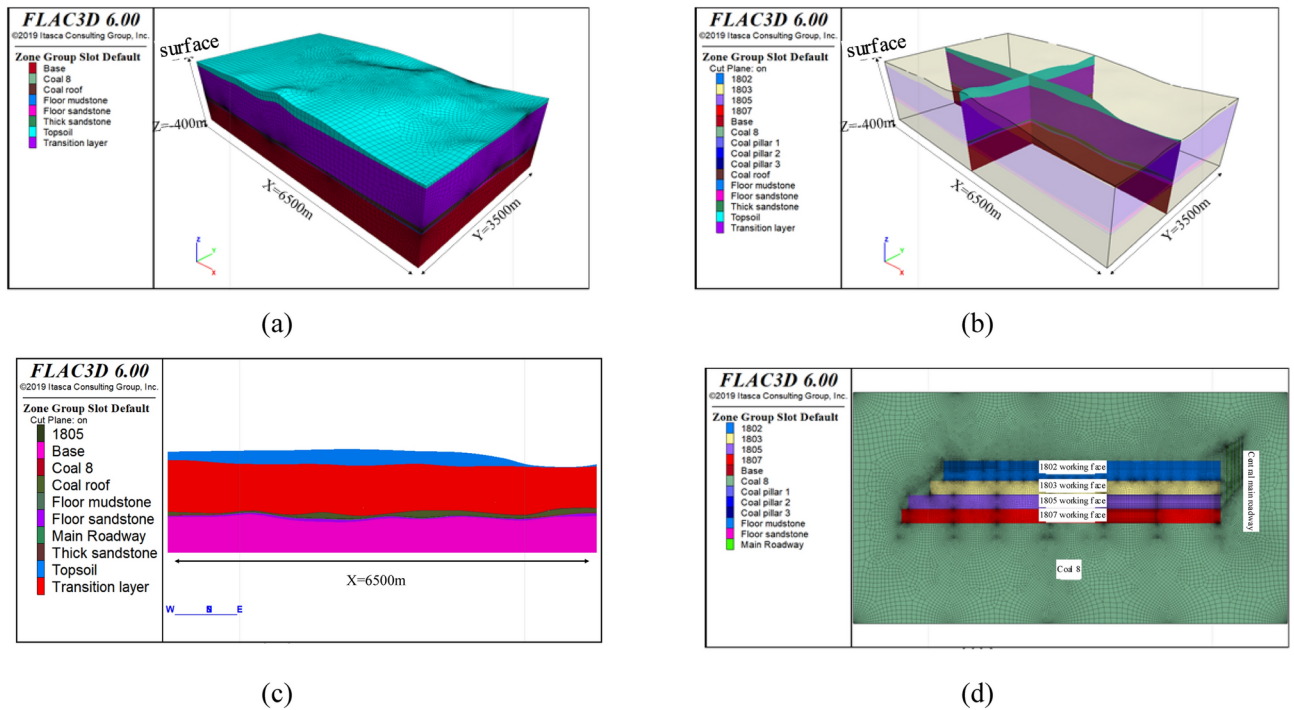 FLAC3D 6.00
©2019 Itasca Consulting Group, Inc.
Zone Group Slot Default
Base
Coal 8
Coal roof
Floor mudstone
Floor sandstone
Thick sandstone
Topsoil
Transition layer
surface
Z=-400m
X=6500m
Y=3500m
z
Y
X
(a)
FLAC3D 6.00
©2019 Itasca Consulting Group, Inc.
Zone Group Slot Default
Cut Plane: on
1802
1803
1805
1807
Base
Coal 8
Coal pillar 1
Coal pillar 2
Coal pillar 3
Coal roof
Floor mudstone
Floor sandstone
Thick sandstone
Topsoil
Transition layer
surface
Z=-400m
X=6500m
Y=3500m
z
Y
X
(b)
FLAC3D 6.00
©2019 Itasca Consulting Group, Inc.
Zone Group Slot Default
Cut Plane: on
1805
Base
Coal 8
Coal roof
Floor mudstone
Floor sandstone
Main Roadway
Thick sandstone
Topsoil
Transition layer
X=6500m
W
E
(c)
FLAC3D 6.00
©2019 Itasca Consulting Group, Inc.
Zone Group Slot Default
1802
1803
1805
1807
Base
Coal 8
Coal pillar 1
Coal pillar 2
Coal pillar 3
Floor mudstone
Floor sandstone
Main Roadway
1802 working face
1803 working face
1805 working face
1807 working face
Central main roadway
Coal 8
(d)